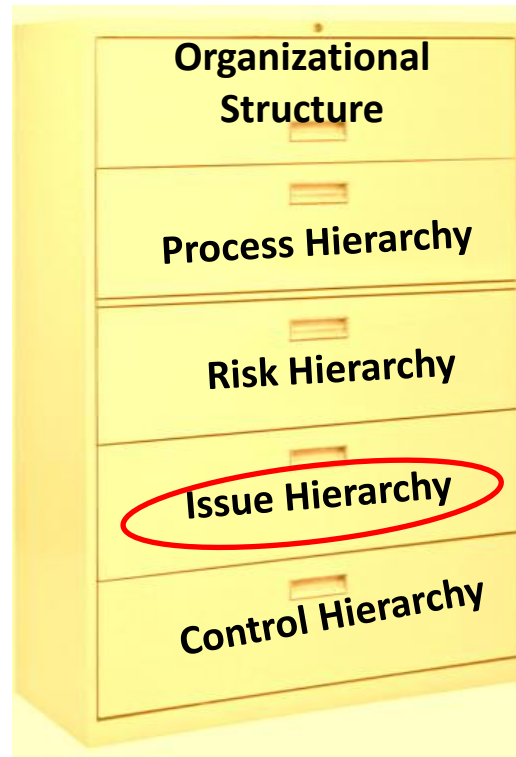 Organizational
Structure
Process Hierarchy
Risk Hierarchy
Issue Hierarchy
Control Hierarchy